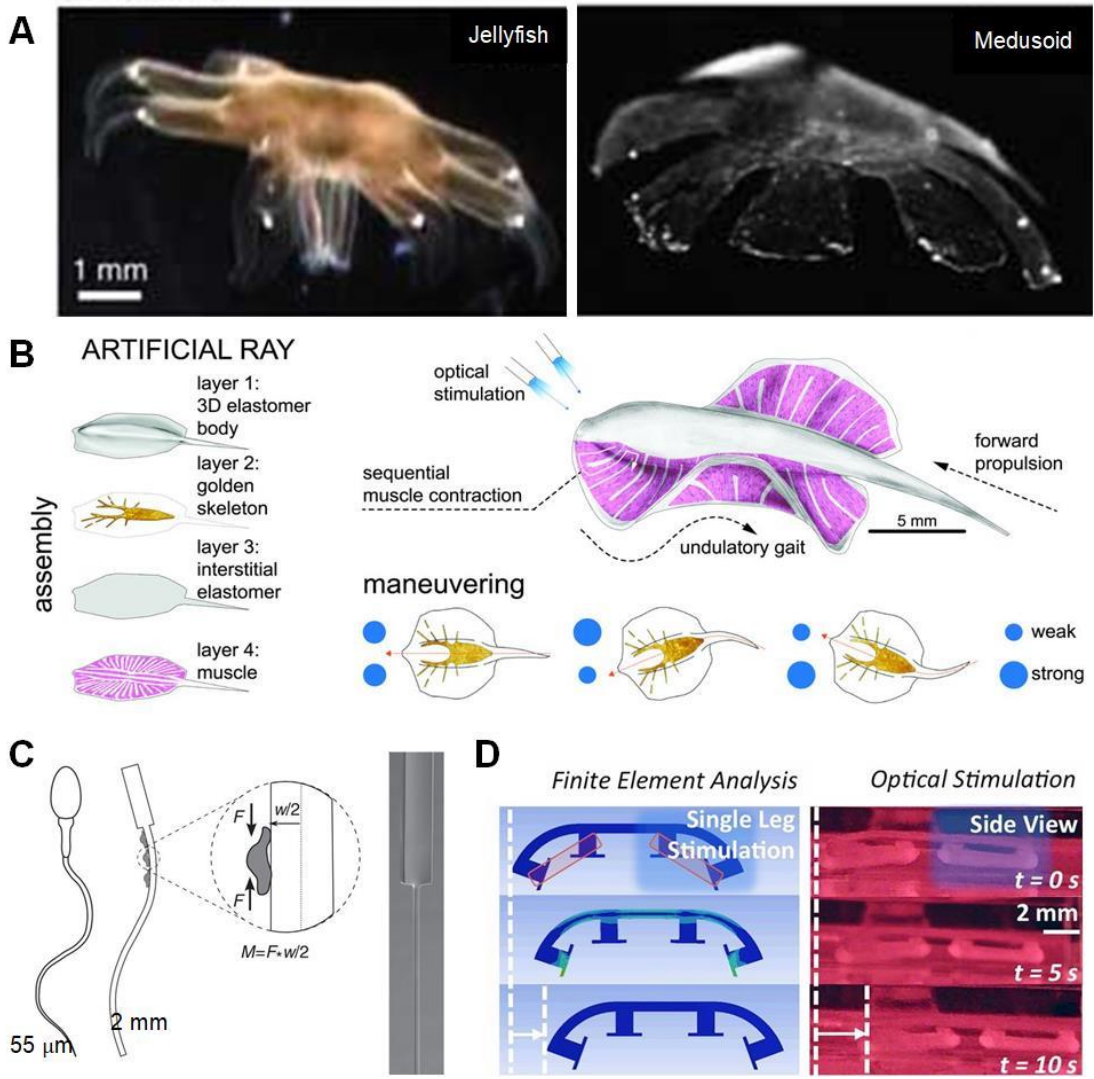 A
Jellyfish
1 mm
Medusoid
B
ARTIFICIAL RAY
assembly
layer 1:
3D elastomer
body
layer 2:
golden
skeleton
layer 3:
interstitial
elastomer
layer 4:
muscle
optical
stimulation
sequential
muscle contraction
undulatory gait
forward
propulsion
5 mm
maneuvering
weak
strong
C
55 μm
2 mm
F
w/2
F
M=F*w/2
D
Finite Element Analysis
Single Leg
Stimulation
Optical Stimulation
Side View
t = 0 s
2 mm
t = 5 s
t = 10 s